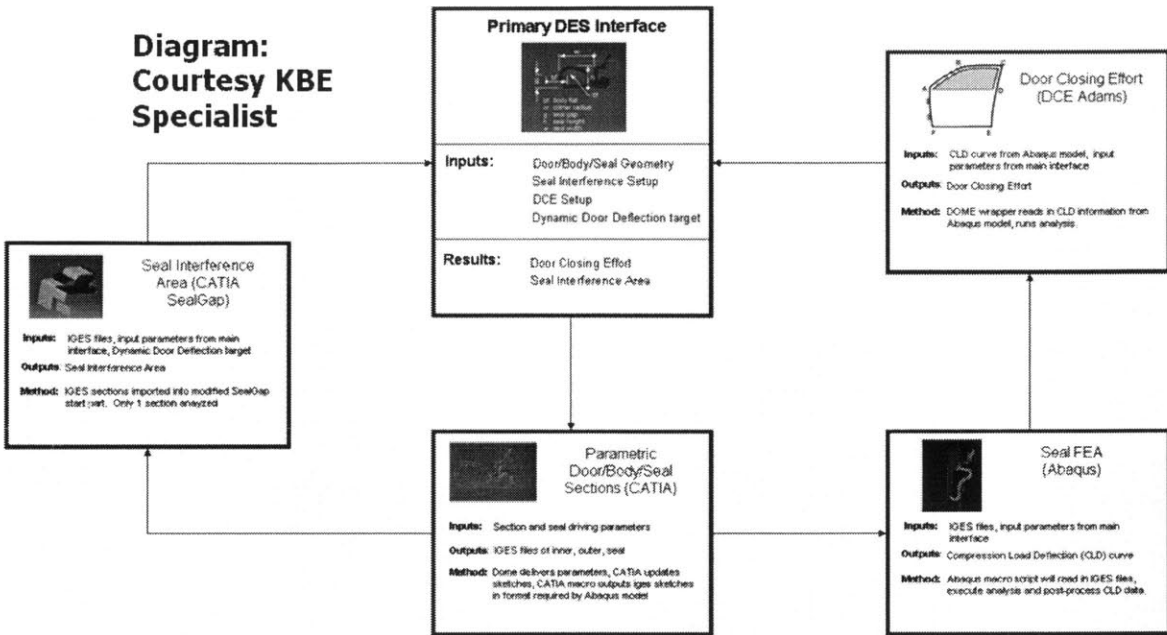 Diagram:
Courtesy KBE
Specialist
Primary DES Interface
Inputs: Door/Body/Seal Geometry
Seal Interference Setup
DCE Setup
Dynamic Door Deflection target
Results: Door Closing Effort
Seal Interference Area
Door Closing Effort
(DCE Adams)
A
B
C
D
E
F
Inputs: CLD curve from Abaqus model, input
parameters from main interface
Outputs: Door Closing Effort
Method: DOME wrapper reads in CLD information from
Abaqus model, runs analysis.
Seal Interference
Area (CATIA
SealGap)
Inputs: IGES files, input parameters from main
interface, Dynamic Door Deflection target
Outputs: Seal Interference Area
Method: IGES sections imported into modified SealGap
start part. Only 1 section analyzed
Parametric
Door/Body/Seal
Sections (CATIA)
Inputs: Section and seal driving parameters
Outputs: IGES files of inner, outer, seal
Method: Dome delivers parameters, CATIA updates
sketches, CATIA macro outputs iges sketches
in format required by Abaqus model
Seal FEA
(Abaqus)
Inputs: IGES files, input parameters from main
interface
Outputs: Compression Load Deflection (CLD) curve
Method: Abaqus macro script will read in IGES files,
execute analysis and post-process CLD data.